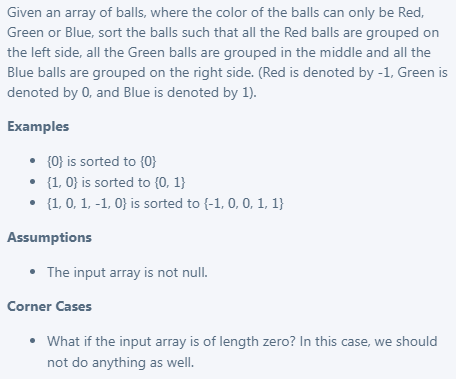 Given an array of balls, where the color of the balls can only be Red,
Green or Blue, sort the balls such that all the Red balls are grouped on
the left side, all the Green balls are grouped in the middle and all the
Blue balls are grouped on the right side. (Red is denoted by -1, Green is
denoted by 0, and Blue is denoted by 1).
Examples
• {0} is sorted to {0}
• {1, 0} is sorted to {0, 1}
• {1, 0, 1, -1, 0} is sorted to {-1, 0, 0, 1, 1}
Assumptions
• The input array is not null.
Corner Cases
• What if the input array is of length zero? In this case, we should
not do anything as well.